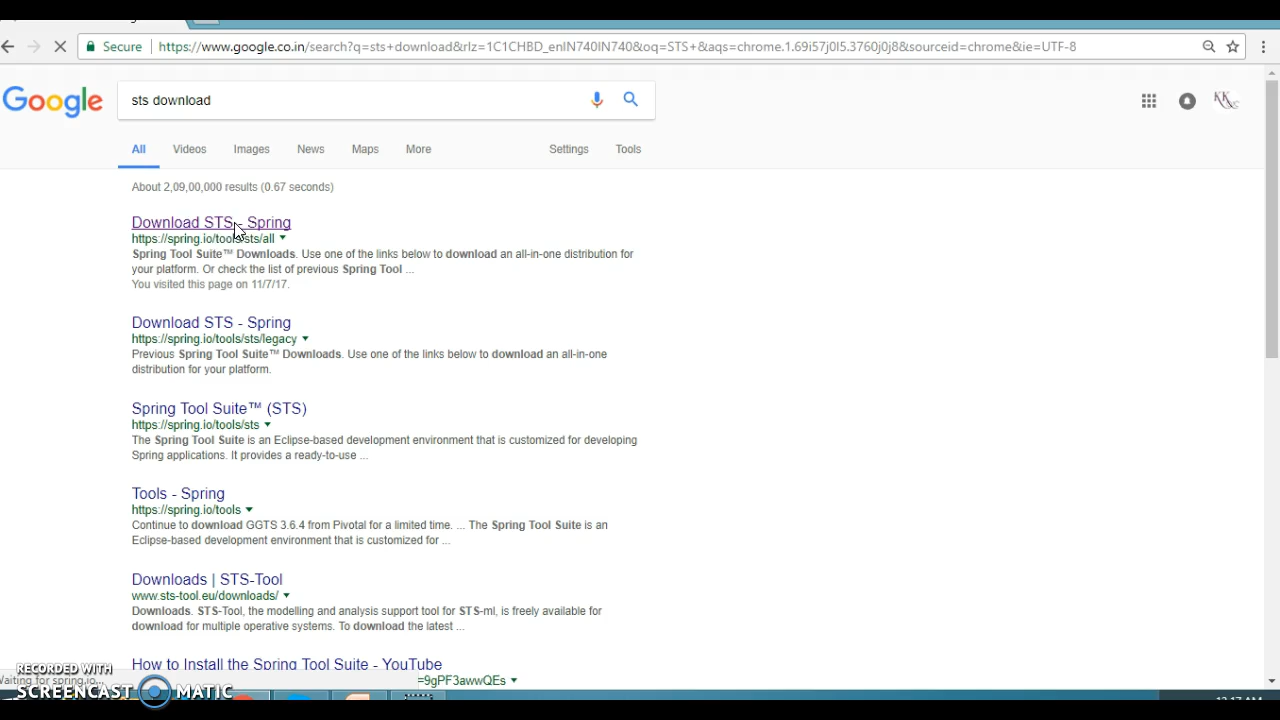 Secure https://www.google.co.in/search?q=sts+download&rlz=1C1CHBD_enIN740IN740&oq=STS+&aqs=chrome.1.69i57j0l5.3760j0j8&sourceid=chrome&ie=UTF-8
Google sts download
All Videos Images News Maps More Settings Tools
About 2,09,00,000 results (0.67 seconds)
Download STS - Spring
https://spring.io/tools/sts/all
Spring Tool Suite™ Downloads. Use one of the links below to download an all-in-one distribution for
your platform. Or check the list of previous Spring Tool ...
You visited this page on 11/7/17.
Download STS - Spring
https://spring.io/tools/sts/legacy
Previous Spring Tool Suite™ Downloads. Use one of the links below to download an all-in-one
distribution for your platform.
Spring Tool Suite™ (STS)
https://spring.io/tools/sts
The Spring Tool Suite is an Eclipse-based development environment that is customized for developing
Spring applications. It provides a ready-to-use ...
Tools - Spring
https://spring.io/tools
Continue to download GGTS 3.6.4 from Pivotal for a limited time. ... The Spring Tool Suite is an
Eclipse-based development environment that is customized for ...
Downloads | STS-Tool
www.sts-tool.eu/downloads/
Downloads. STS-Tool, the modelling and analysis support tool for STS-ml, is freely available for
download for multiple operative systems. To download the latest ...
How to Install the Spring Tool Suite - YouTube
=9gPF3awwQEs
RECORDED WITH
Waiting for spring.io...
SCREENCAST MATIC